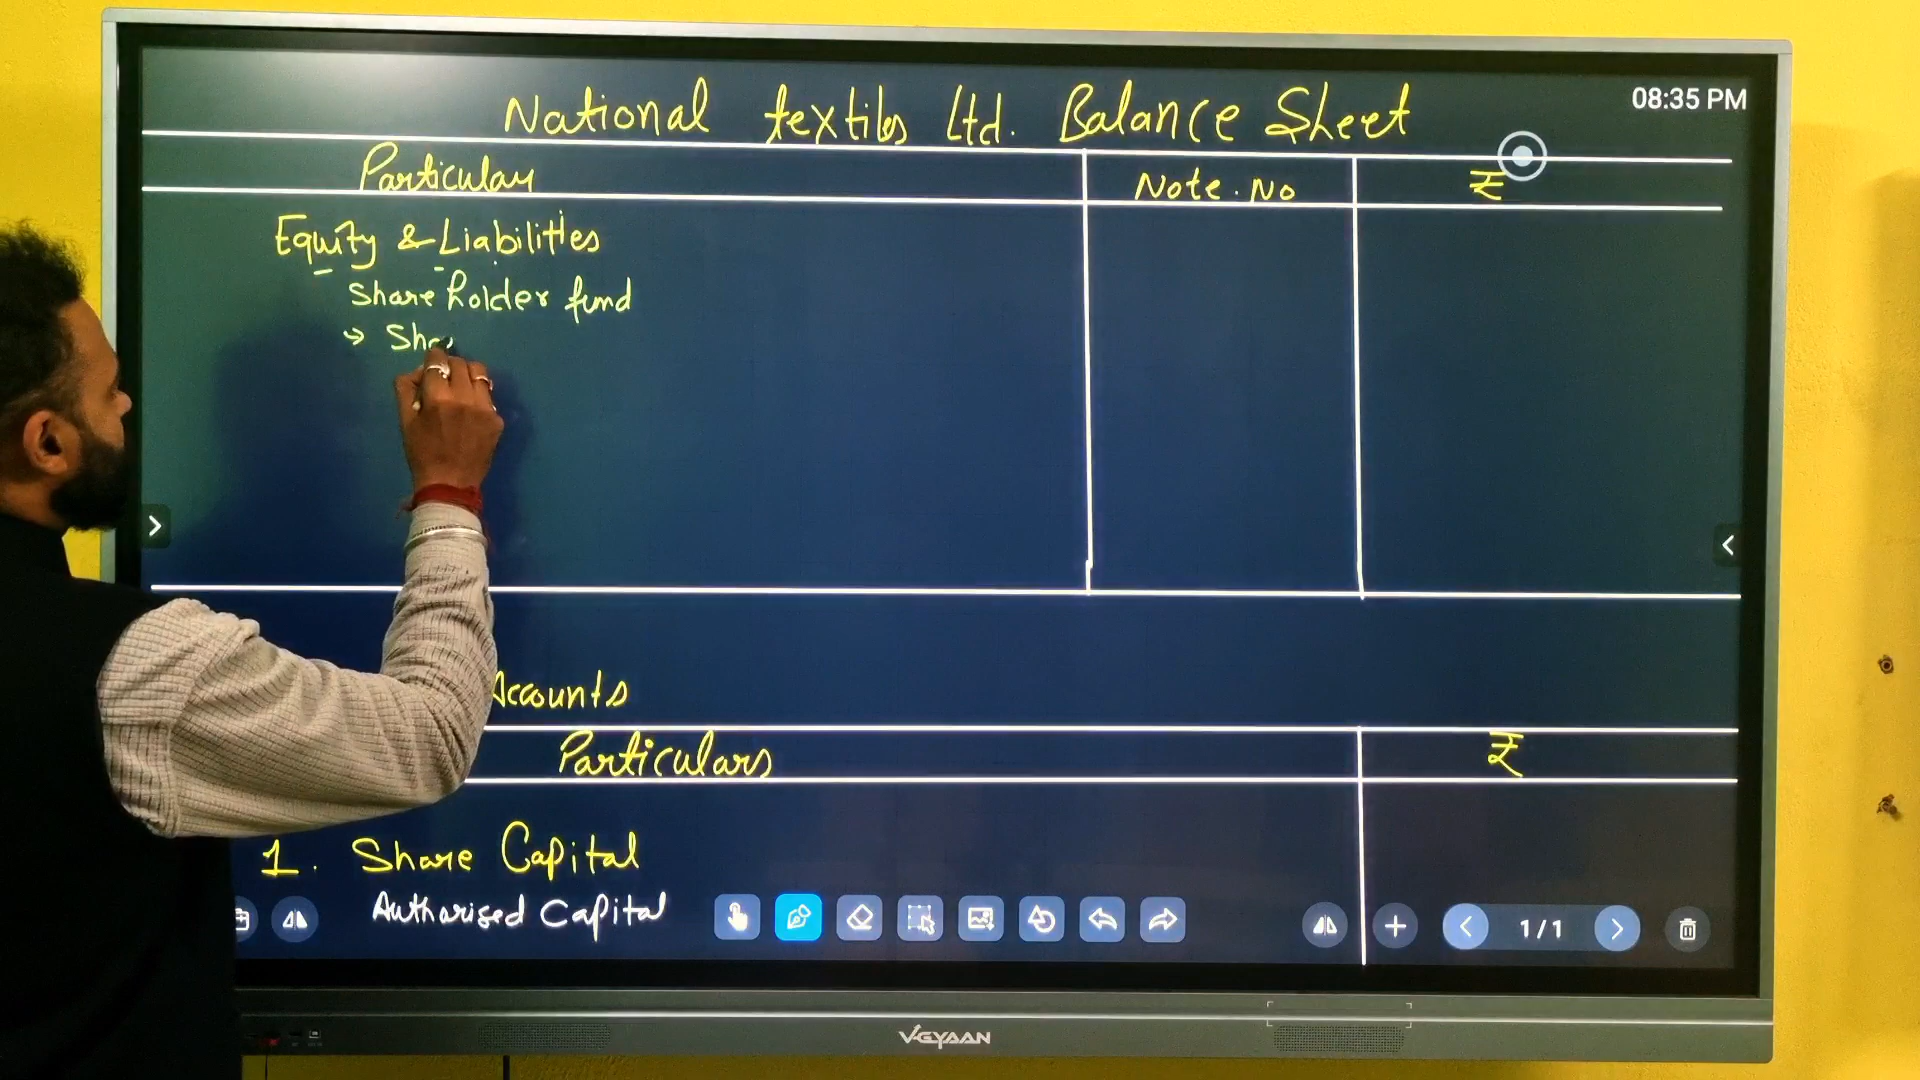 National textiles Ltd. Balance Sheet
08:35 PM
Particulars Note. No ₹
Equity & Liabilities
Share holder fund
→ Sha
Accounts
Particulars ₹
1. Share Capital
Authorised Capital
1/1
VGYAAN